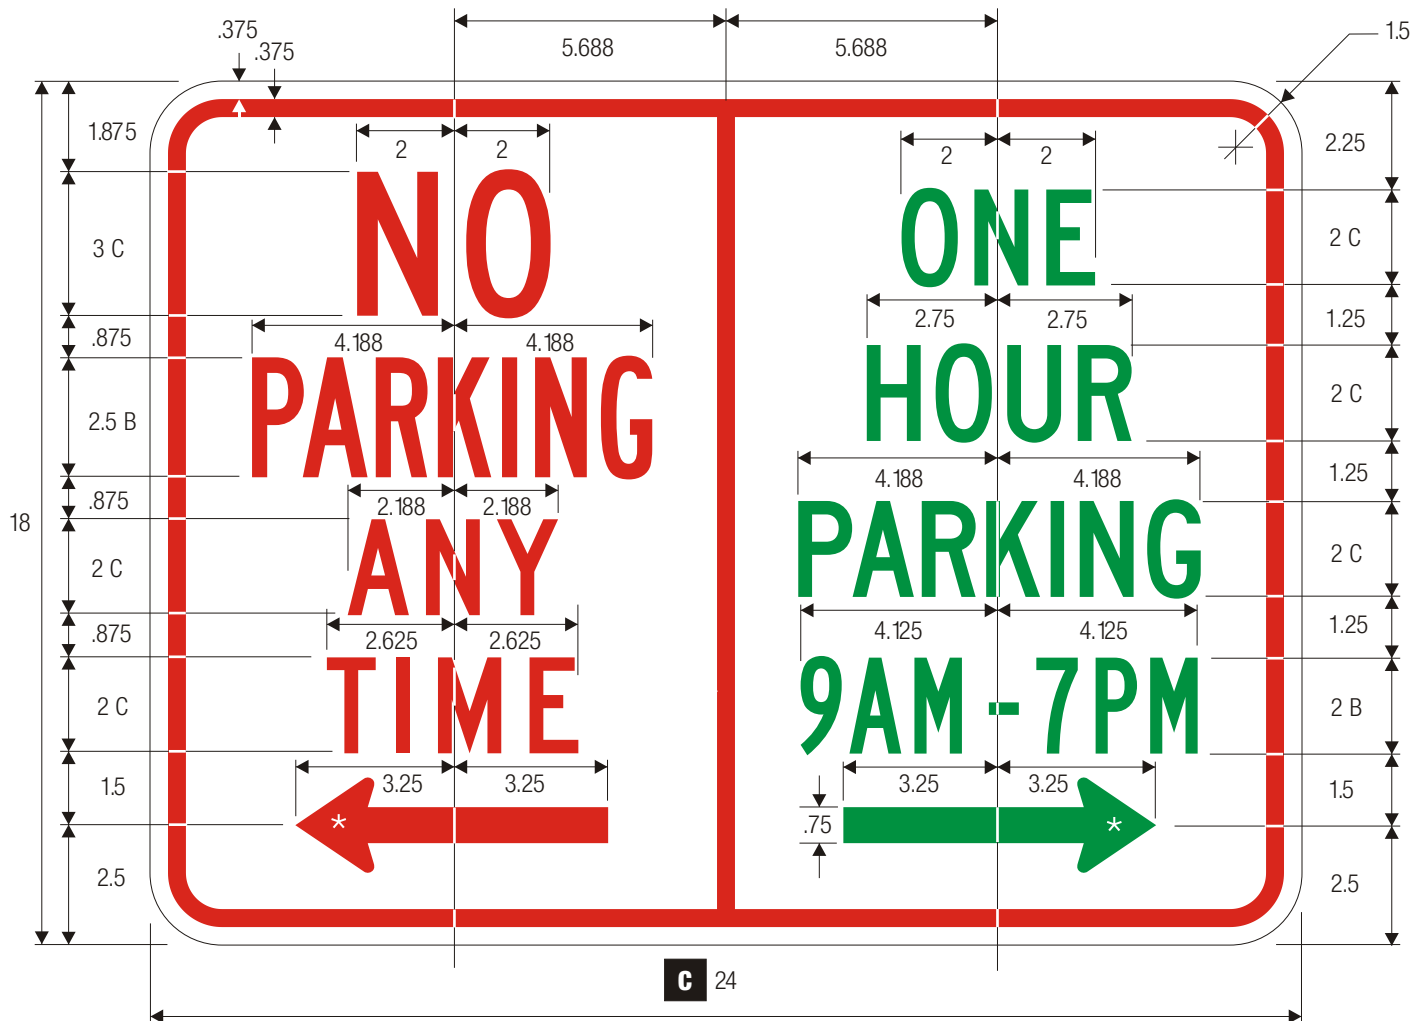 .375
.375
5.688
5.688
1.5
1.875
3 C
.875
2.5 B
.875
2 C
.875
2 C
1.5
2.5
18
2
2
NO
4.188
4.188
PARKING
2.188
2.188
ANY
2.625
2.625
TIME
3.25
3.25
*
2
2
ONE
2.75
2.75
HOUR
4.188
4.188
PARKING
4.125
4.125
9AM-7PM
3.25
3.25
.75
*
2.25
2 C
1.25
2 C
1.25
2 C
1.25
2 B
1.5
2.5
C 24